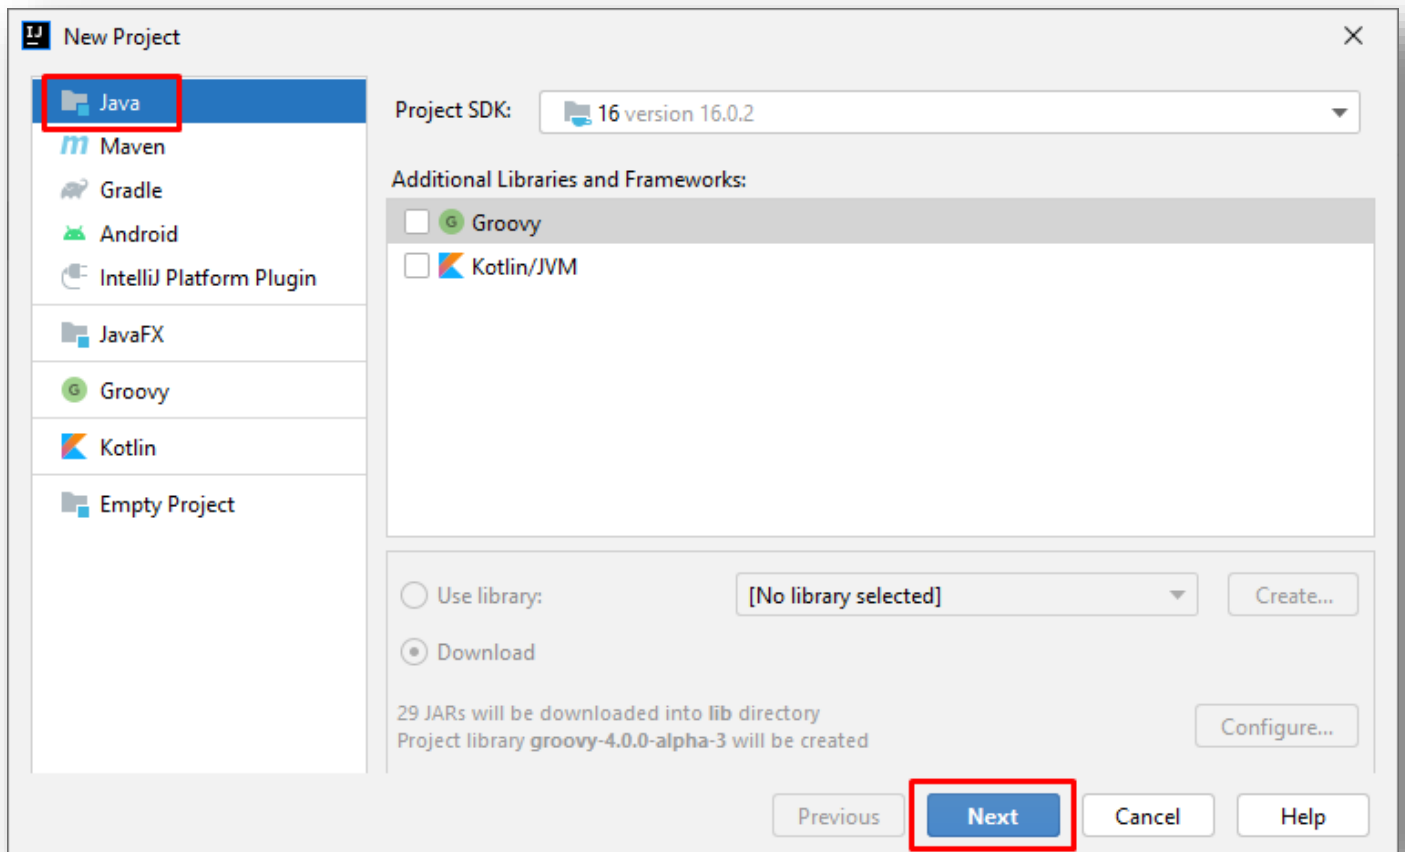 New Project
Java
Maven
Gradle
Android
IntelliJ Platform Plugin
JavaFX
Groovy
Kotlin
Empty Project
Project SDK: 16 version 16.0.2
Additional Libraries and Frameworks:
G Groovy
Kotlin/JVM
Use library: [No library selected] Create...
Download
29 JARs will be downloaded into lib directory
Project library groovy-4.0.0-alpha-3 will be created
Configure...
Previous Next Cancel Help